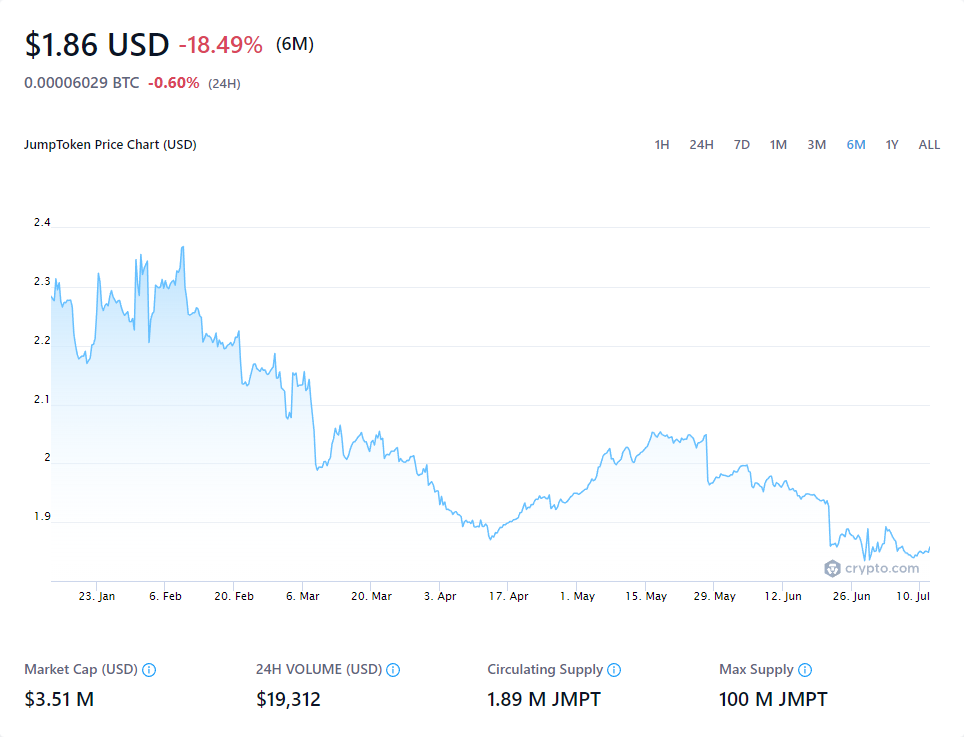 $1.86 USD -18.49% (6M)
0.00006029 BTC -0.60% (24H)
JumpToken Price Chart (USD) 1H 24H 7D 1M 3M 6M 1Y ALL
2.4
2.3
2.2
2.1
2
1.9
crypto.com
23. Jan 6. Feb 20. Feb 6. Mar 20. Mar 3. Apr 17. Apr 1. May 15. May 29. May 12. Jun 26. Jun 10. Jul
Market Cap (USD) 24H VOLUME (USD) Circulating Supply Max Supply
$3.51 M $19,312 1.89 M JMPT 100 M JMPT